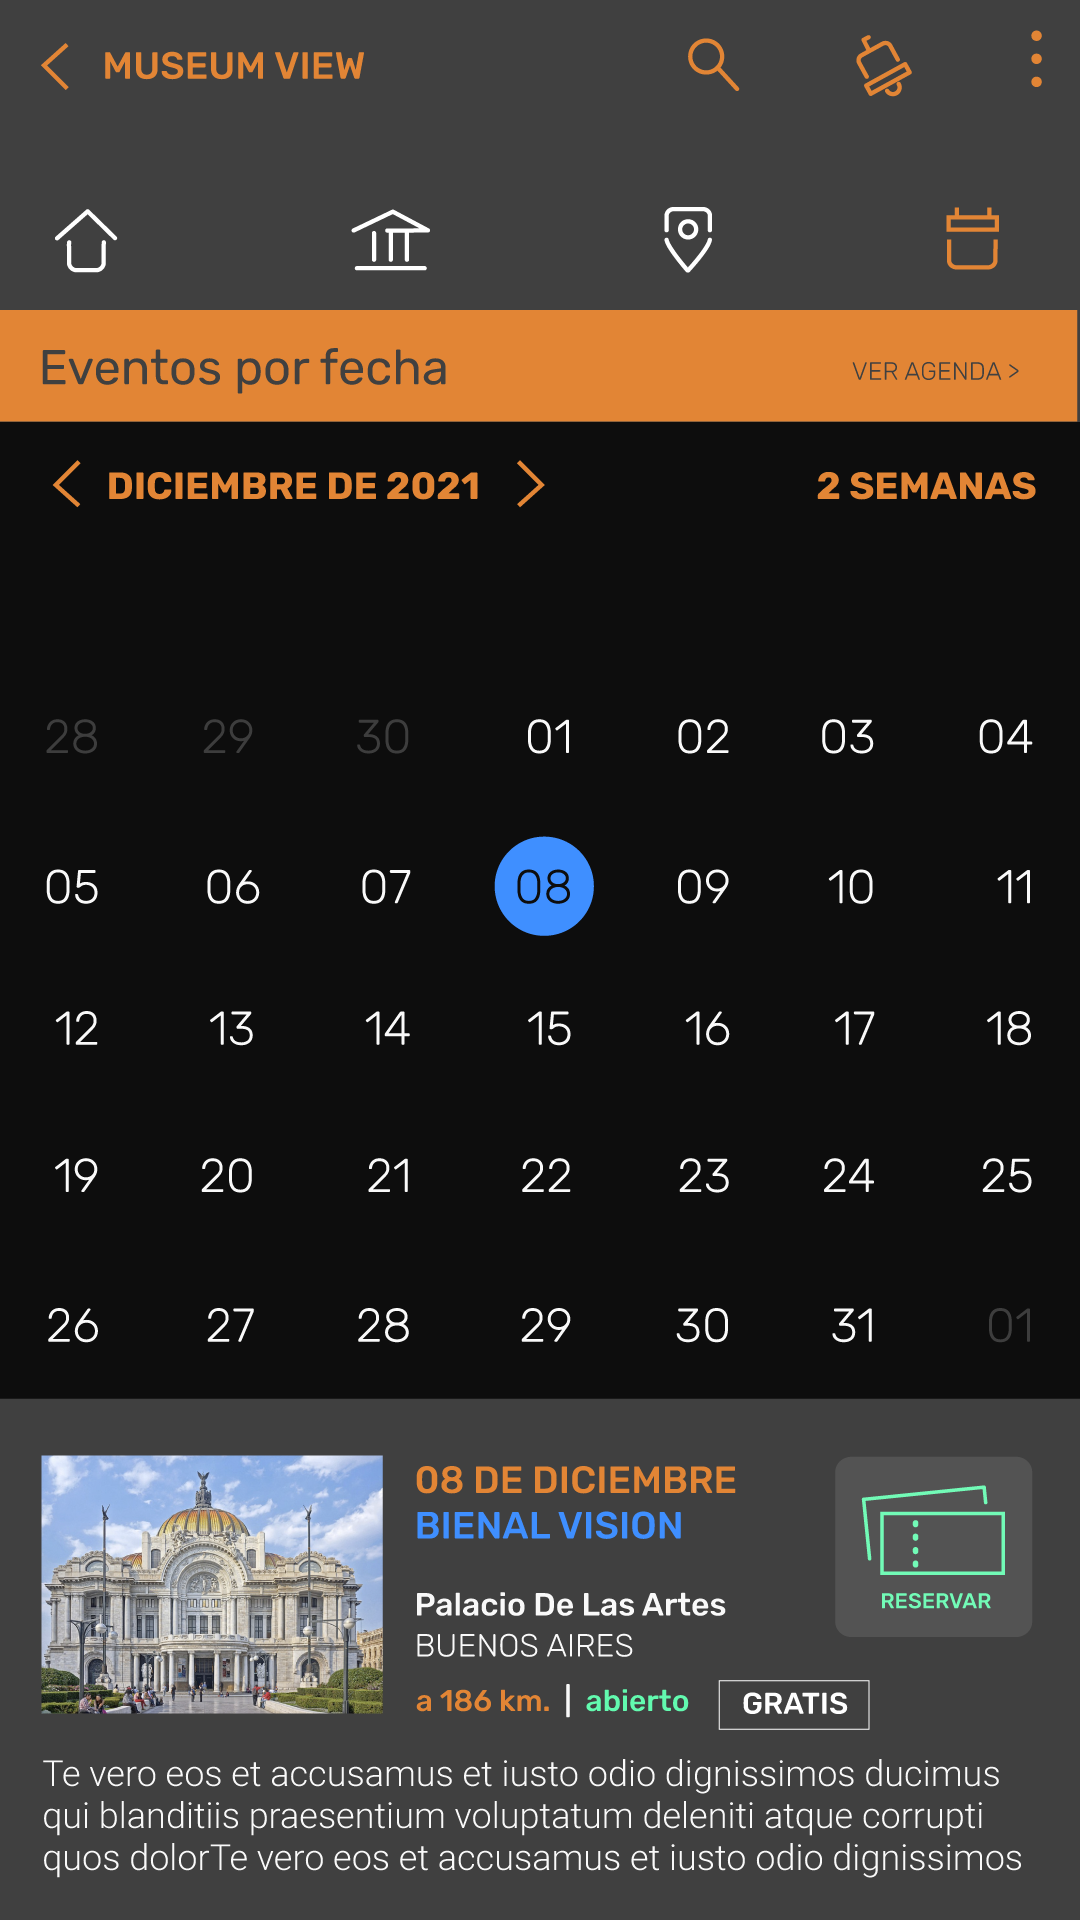 MUSEUM VIEW
Eventos por fecha
VER AGENDA >
DICIEMBRE DE 2021
2 SEMANAS
28 29 30 01 02 03 04
05 06 07 08 09 10 11
12 13 14 15 16 17 18
19 20 21 22 23 24 25
26 27 28 29 30 31 01
08 DE DICIEMBRE
BIENAL VISION
Palacio De Las Artes
BUENOS AIRES
a 186 km. | abierto
GRATIS
RESERVAR
Te vero eos et accusamus et iusto odio dignissimos ducimus
qui blanditiis praesentium voluptatum deleniti atque corrupti
quos dolorTe vero eos et accusamus et iusto odio dignissimos